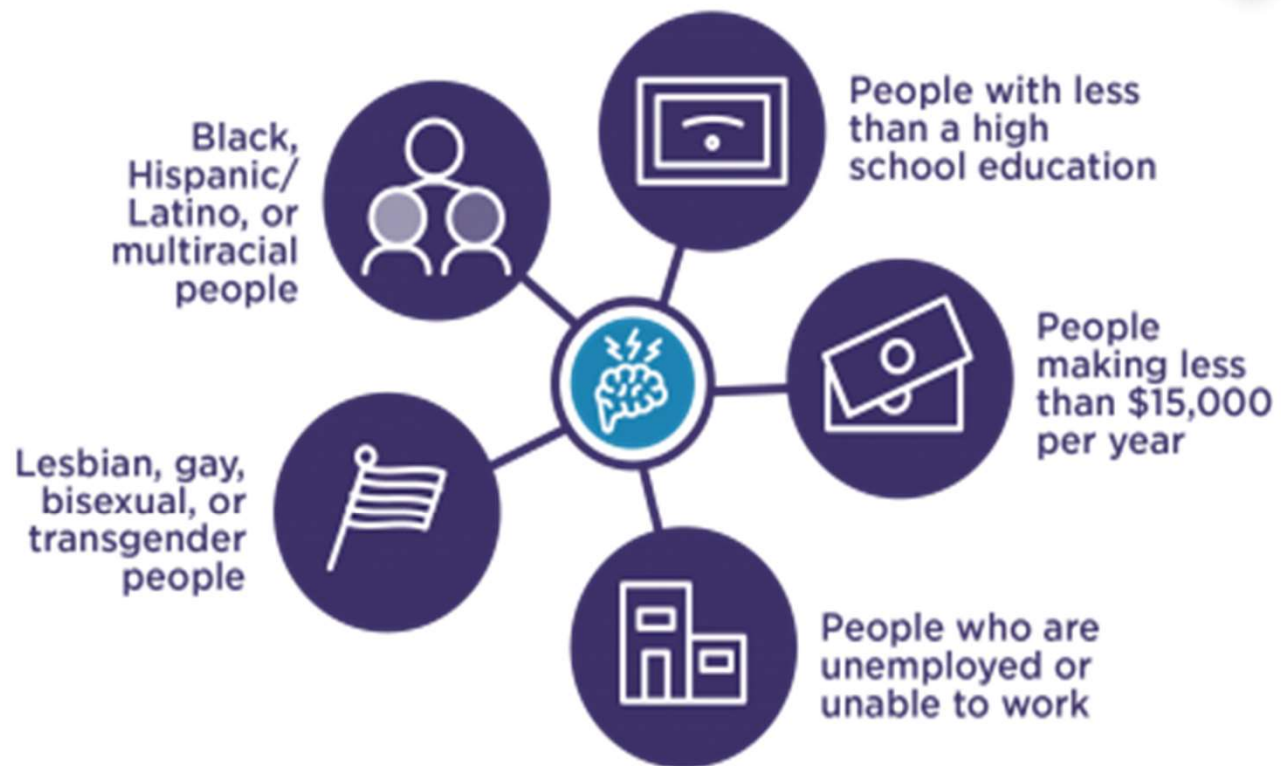 Black,
Hispanic/
Latino, or
multiracial
people
People with less
than a high
school education
People
making less
than $15,000
per year
Lesbian, gay,
bisexual, or
transgender
people
People who are
unemployed or
unable to work